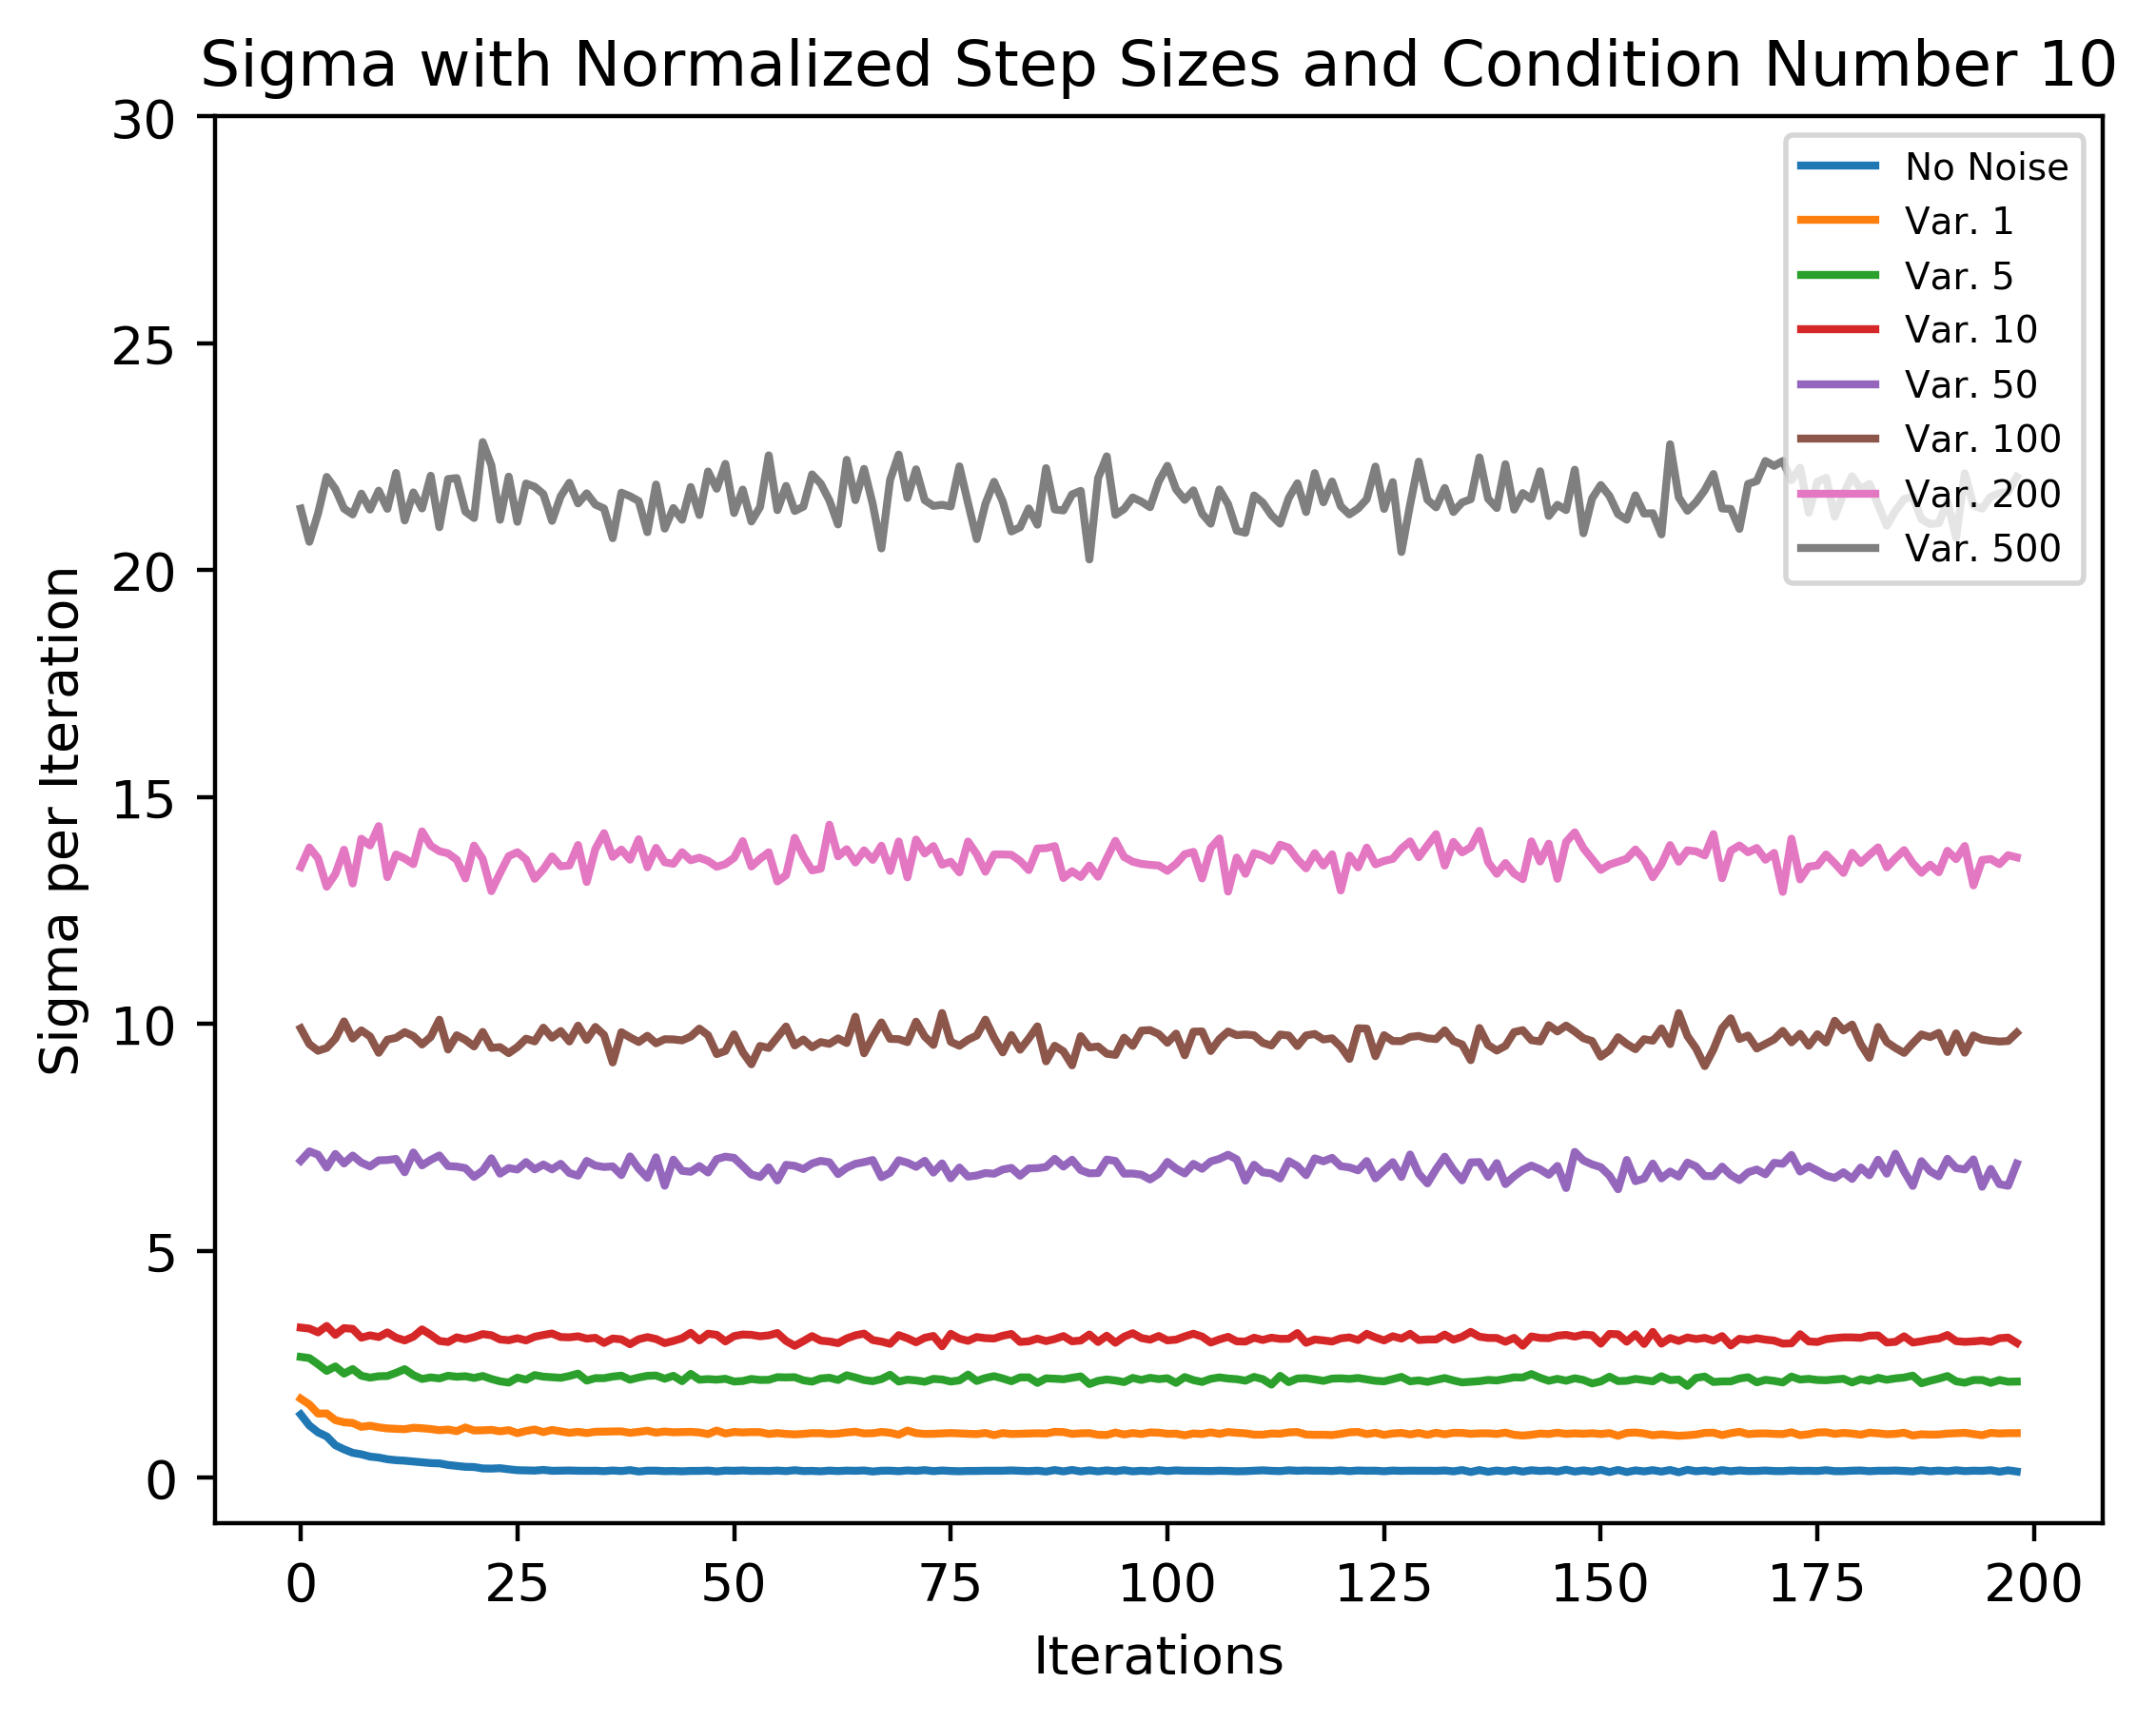 Sigma with Normalized Step Sizes and Condition Number 10
30
25
20
15
10
5
0
Sigma per Iteration
No Noise
Var. 1
Var. 5
Var. 10
Var. 50
Var. 100
Var. 200
Var. 500
0 25 50 75 100 125 150 175 200
Iterations